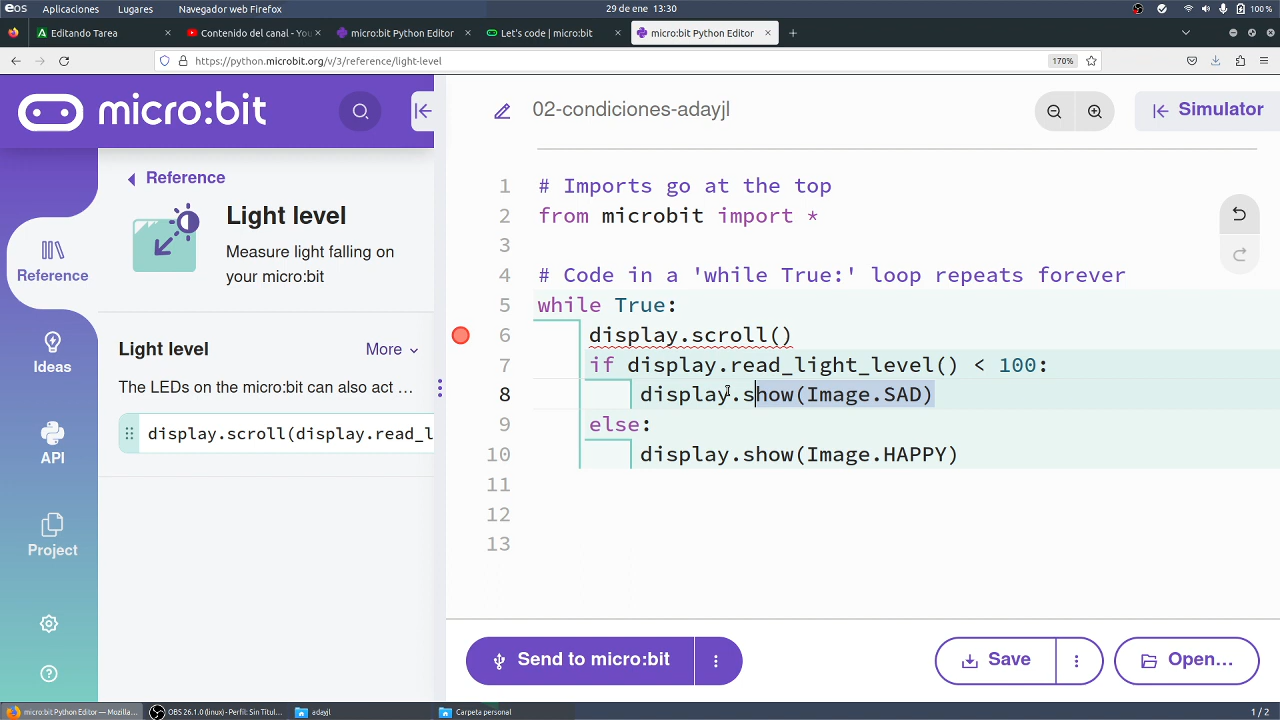 Aplicaciones Lugares Navegador web Firefox 29 de ene 13:30 100 %
Editando Tarea × Contenido del canal - You × micro:bit Python Editor × Let's code | micro:bit × micro:bit Python Editor × +
https://python.microbit.org/v/3/reference/light-level 170%
micro:bit
02-condiciones-adayjl
Simulator
Reference
Light level
Measure light falling on
your micro:bit
Reference
Ideas
API
Project
Light level More
The LEDs on the micro:bit can also act …
display.scroll(display.read_l
1 # Imports go at the top
2 from microbit import *
3
4 # Code in a 'while True:' loop repeats forever
5 while True:
6 display.scroll()
7 if display.read_light_level() < 100:
8 display.show(Image.SAD)
9 else:
10 display.show(Image.HAPPY)
11
12
13
Send to micro:bit
Save
Open...
micro:bit Python Editor — Mozilla... OBS 26.1.0 (linux) - Perfil: Sin Títul... adayjl Carpeta personal 1 / 2